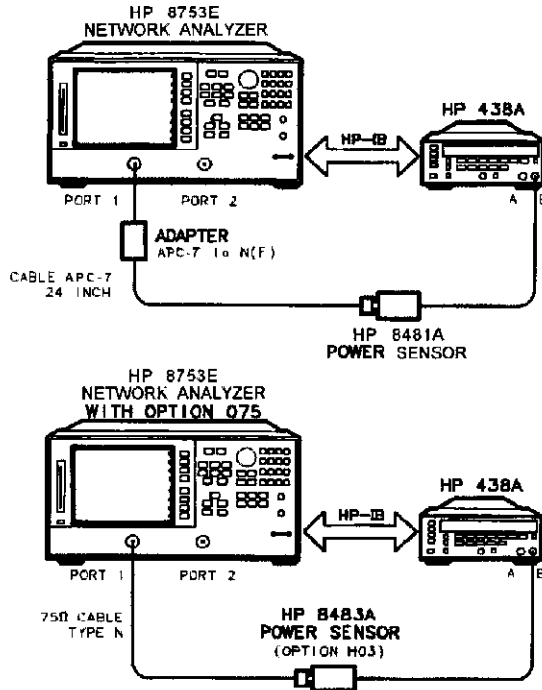 HP 8753E
NETWORK ANALYZER
HP 438A
HP-IB
PORT 1
PORT 2
A
B
ADAPTER
APC-7 to N(F)
CABLE APC-7
24 INCH
HP 8481A
POWER SENSOR
HP 8753E
NETWORK ANALYZER
WITH OPTION 075
HP 438A
HP-IB
PORT 1
PORT 2
A
B
75Ω CABLE
TYPE N
HP 8483A
POWER SENSOR
(OPTION H03)